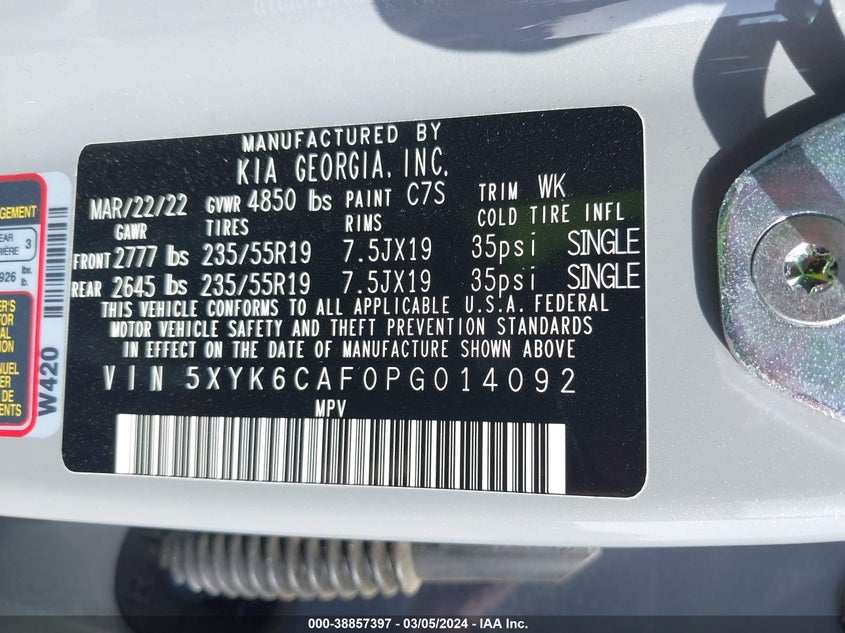 MANUFACTURED BY
KIA GEORGIA, INC.
MAR/22/22 GVWR 4850 lbs PAINT C7S TRIM WK
GAWR TIRES RIMS COLD TIRE INFL
FRONT 2777 lbs 235/55R19 7.5JX19 35psi SINGLE
REAR 2645 lbs 235/55R19 7.5JX19 35psi SINGLE
THIS VEHICLE CONFORMS TO ALL APPLICABLE U.S.A. FEDERAL
MOTOR VEHICLE SAFETY AND THEFT PREVENTION STANDARDS
IN EFFECT ON THE DATE OF MANUFACTURE SHOWN ABOVE
VIN 5XYK6CAF0PG014092
MPV
3
926 lbs.
W420
000-38857397 - 03/05/2024 - IAA Inc.